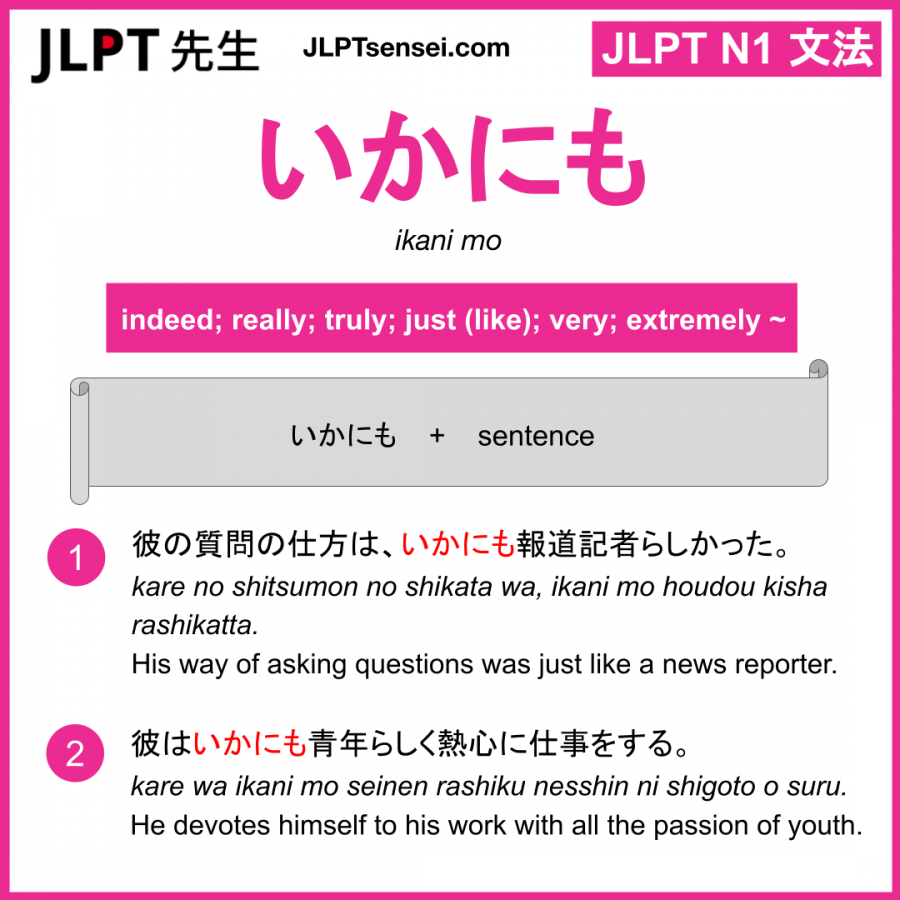 JLPT 先生
JLPTsensei.com
JLPT N1 文法
いかにも
ikani mo
indeed; really; truly; just (like); very; extremely ~
いかにも + sentence
1
彼の質問の仕方は、いかにも報道記者らしかった。
kare no shitsumon no shikata wa, ikani mo houdou kisha
rashikatta.
His way of asking questions was just like a news reporter.
2
彼はいかにも青年らしく熱心に仕事をする。
kare wa ikani mo seinen rashiku nesshin ni shigoto o suru.
He devotes himself to his work with all the passion of youth.